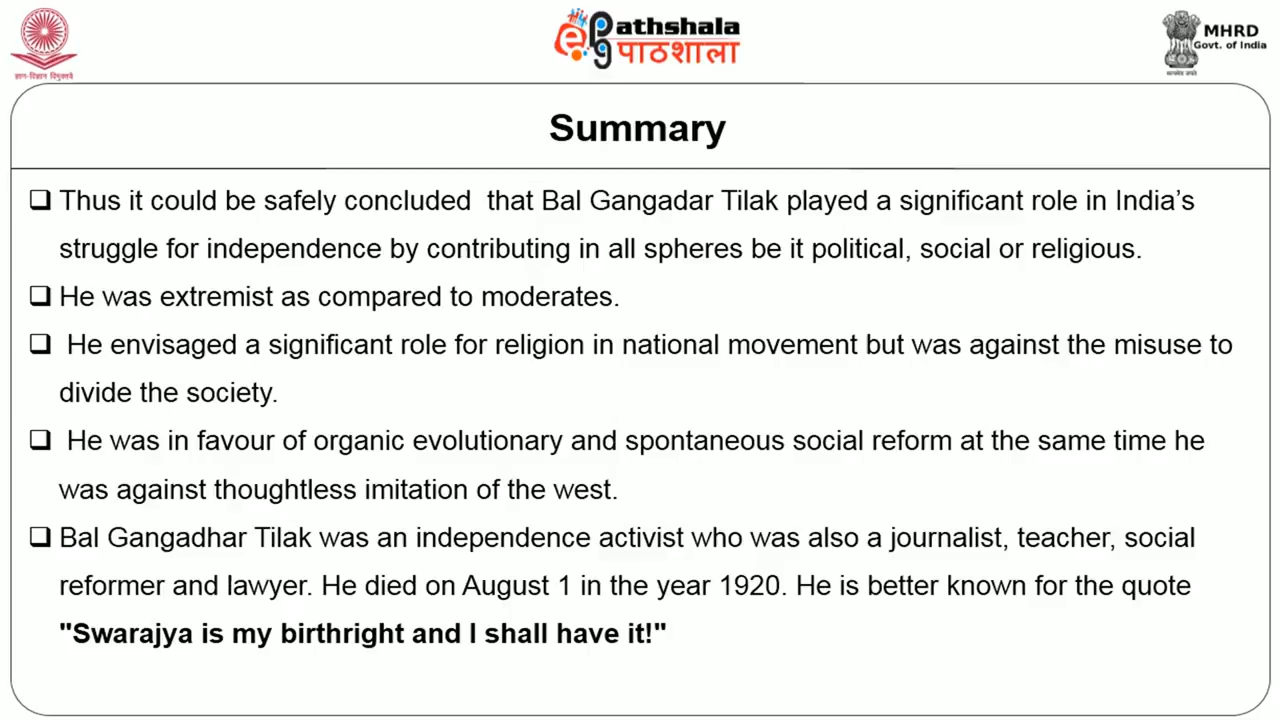 ज्ञान-विज्ञान विमुक्तये
ePG Pathshala
पाठशाला
MHRD
Govt. of India
सत्यमेव जयते
Summary
❑ Thus it could be safely concluded that Bal Gangadar Tilak played a significant role in India's
struggle for independence by contributing in all spheres be it political, social or religious.
❑ He was extremist as compared to moderates.
❑ He envisaged a significant role for religion in national movement but was against the misuse to
divide the society.
❑ He was in favour of organic evolutionary and spontaneous social reform at the same time he
was against thoughtless imitation of the west.
❑ Bal Gangadhar Tilak was an independence activist who was also a journalist, teacher, social
reformer and lawyer. He died on August 1 in the year 1920. He is better known for the quote
"Swarajya is my birthright and I shall have it!"